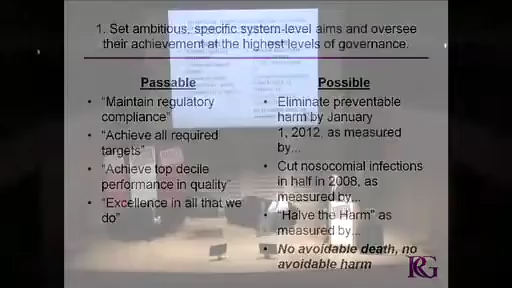 1. Set ambitious, specific system-level aims and oversee
their achievement at the highest levels of governance.
Passable
• “Maintain regulatory
compliance”
• “Achieve all required
targets”
• “Achieve top decile
performance in quality”
• “Excellence in all that we
do”
Possible
• Eliminate preventable
harm by January
1, 2012, as measured
by...
• Cut nosocomial infections
in half in 2008, as
measured by...
• “Halve the Harm” as
measured by...
• No avoidable death, no
avoidable harm
RG